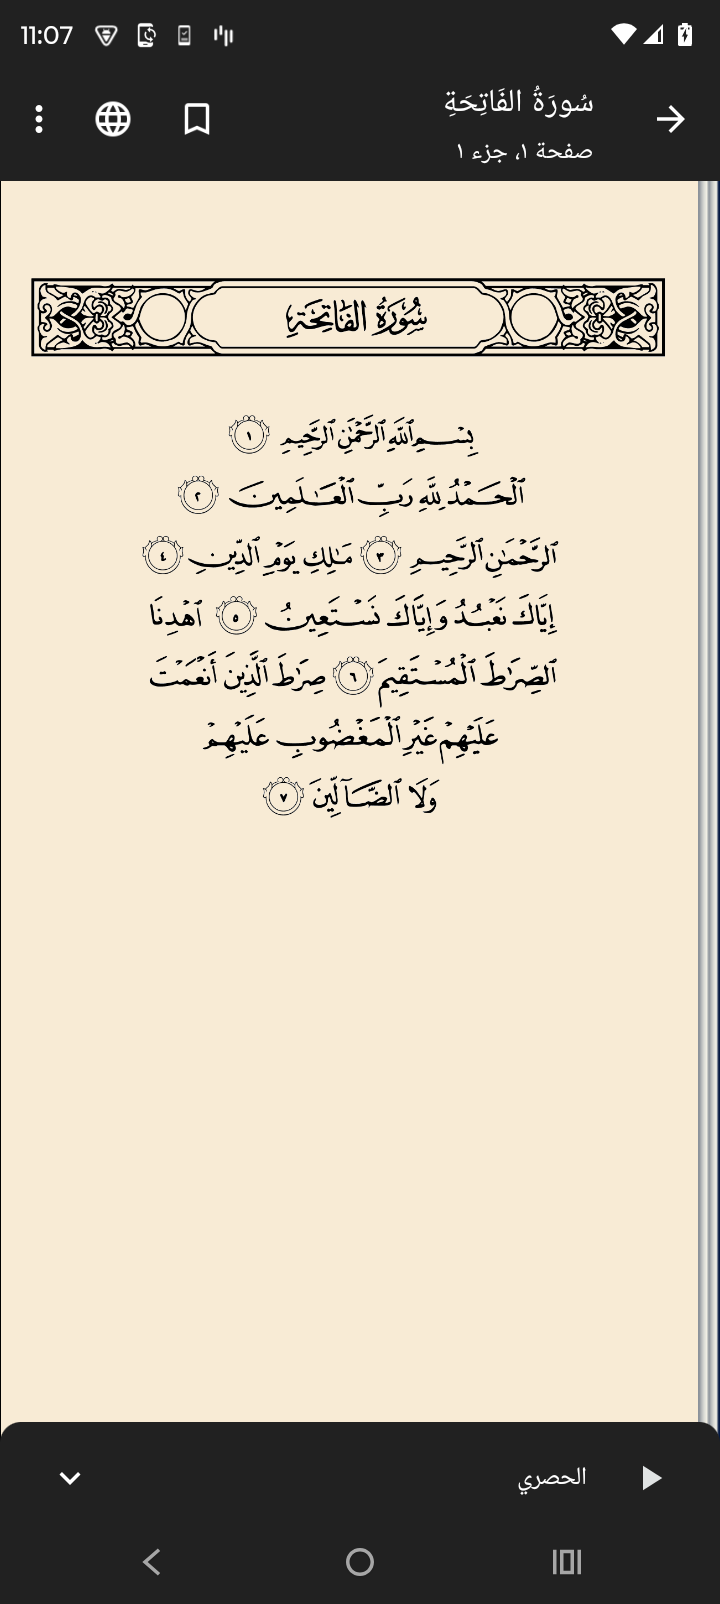 11:07
سُورَةُ الفَاتِحَةِ
صفحة ١، جزء ١
سُورَةُ الفَاتِحَةِ
بِسۡمِ ٱللَّهِ ٱلرَّحۡمَٰنِ ٱلرَّحِيمِ ١
ٱلۡحَمۡدُ لِلَّهِ رَبِّ ٱلۡعَٰلَمِينَ ٢
ٱلرَّحۡمَٰنِ ٱلرَّحِيمِ ٣ مَٰلِكِ يَوۡمِ ٱلدِّينِ ٤
إِيَّاكَ نَعۡبُدُ وَإِيَّاكَ نَسۡتَعِينُ ٥ ٱهۡدِنَا
ٱلصِّرَٰطَ ٱلۡمُسۡتَقِيمَ ٦ صِرَٰطَ ٱلَّذِينَ أَنۡعَمۡتَ
عَلَيۡهِمۡ غَيۡرِ ٱلۡمَغۡضُوبِ عَلَيۡهِمۡ
وَلَا ٱلضَّآلِّينَ ٧
الحصري